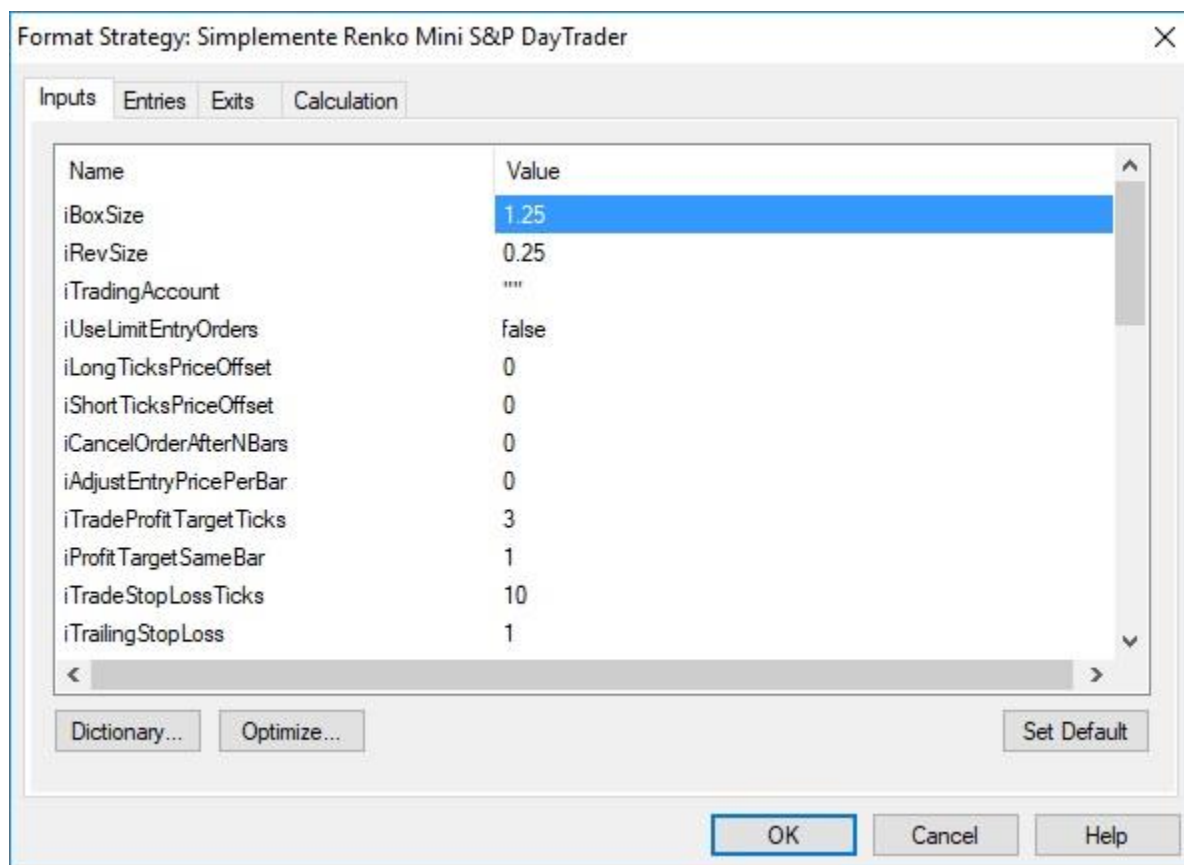 Format Strategy: Simplemente Renko Mini S&P DayTrader
Inputs Entries Exits Calculation
Name Value
iBoxSize 1.25
iRevSize 0.25
iTradingAccount ""
iUseLimitEntryOrders false
iLongTicksPriceOffset 0
iShortTicksPriceOffset 0
iCancelOrderAfterNBars 0
iAdjustEntryPricePerBar 0
iTradeProfitTargetTicks 3
iProfitTargetSameBar 1
iTradeStopLossTicks 10
iTrailingStopLoss 1
Dictionary... Optimize... Set Default
OK Cancel Help